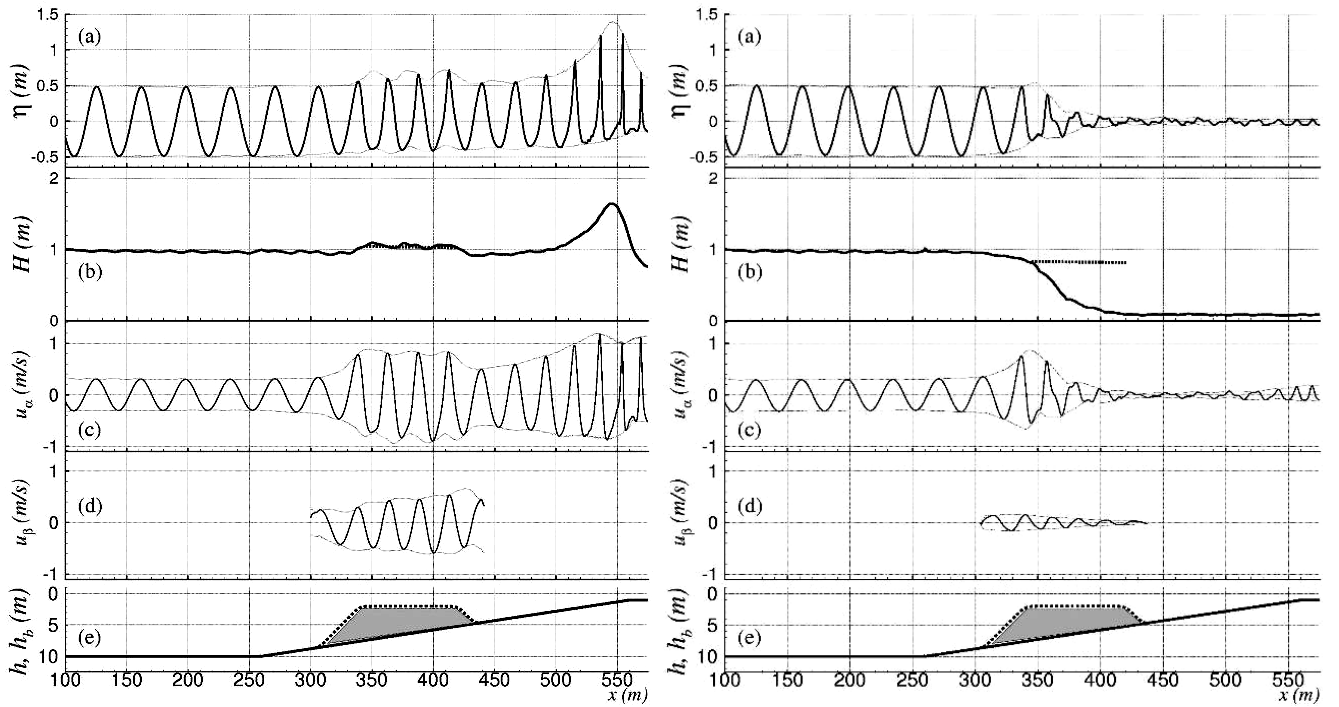 1.5
1
0.5
0
-0.5
η (m)
(a)
2
1
0
H (m)
(b)
1
0
-1
u_α (m/s)
(c)
1
0
-1
u_β (m/s)
(d)
0
5
10
h, h_b (m)
(e)
100 150 200 250 300 350 400 450 500 550
x (m)
1.5
1
0.5
0
-0.5
η (m)
(a)
2
1
0
H (m)
(b)
1
0
-1
u_α (m/s)
(c)
1
0
-1
u_β (m/s)
(d)
0
5
10
h, h_b (m)
(e)
100 150 200 250 300 350 400 450 500 550
x (m)